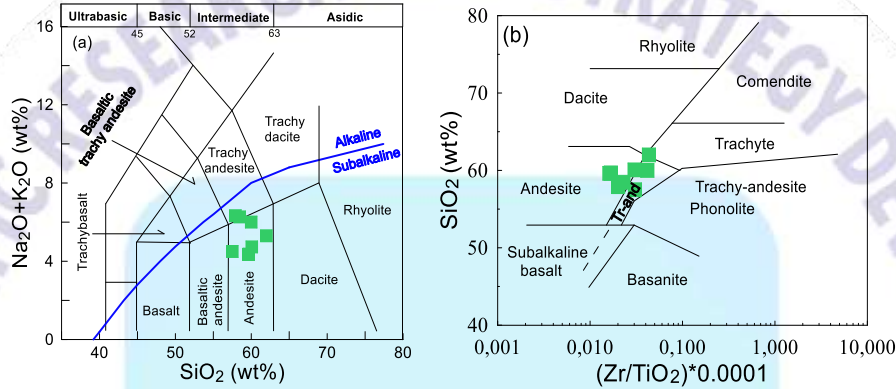 Ultrabasic Basic Intermediate Asidic
45 52 63
(a)
16
12
8
4
0
Na2O+K2O (wt%)
Basaltic
trachy andesite
Trachy
dacite
Alkaline
Subalkaline
Trachy
andesite
Trachybasalt
Rhyolite
Basalt
Basaltic
andesite
Andesite
Dacite
40 50 60 70 80
SiO2 (wt%)
(b)
80
70
60
50
40
SiO2 (wt%)
Rhyolite
Comendite
Dacite
Trachyte
Andesite
Tr-and
Trachy-andesite
Phonolite
Subalkaline
basalt
Basanite
0,001 0,010 0,100 1,000 10,000
(Zr/TiO2)*0.0001